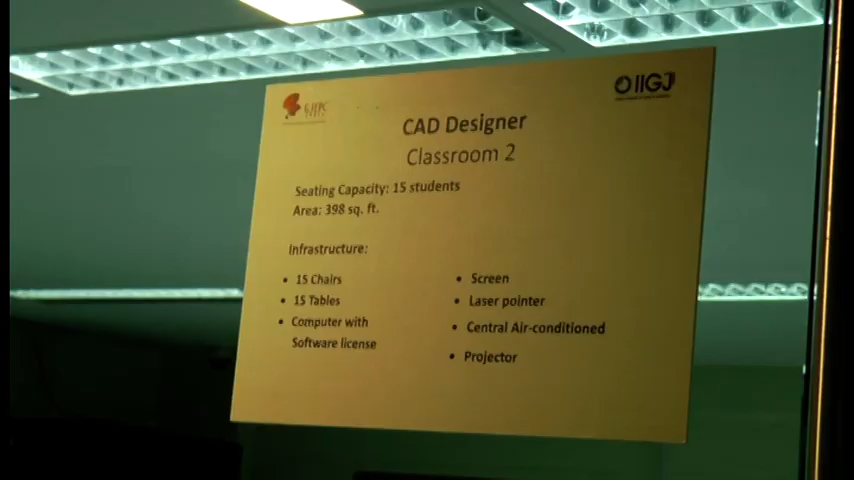 GJEPC
IIGJ
CAD Designer
Classroom 2
Seating Capacity: 15 students
Area: 398 sq. ft.
Infrastructure:
• 15 Chairs
• 15 Tables
• Computer with
Software license
• Screen
• Laser pointer
• Central Air-conditioned
• Projector